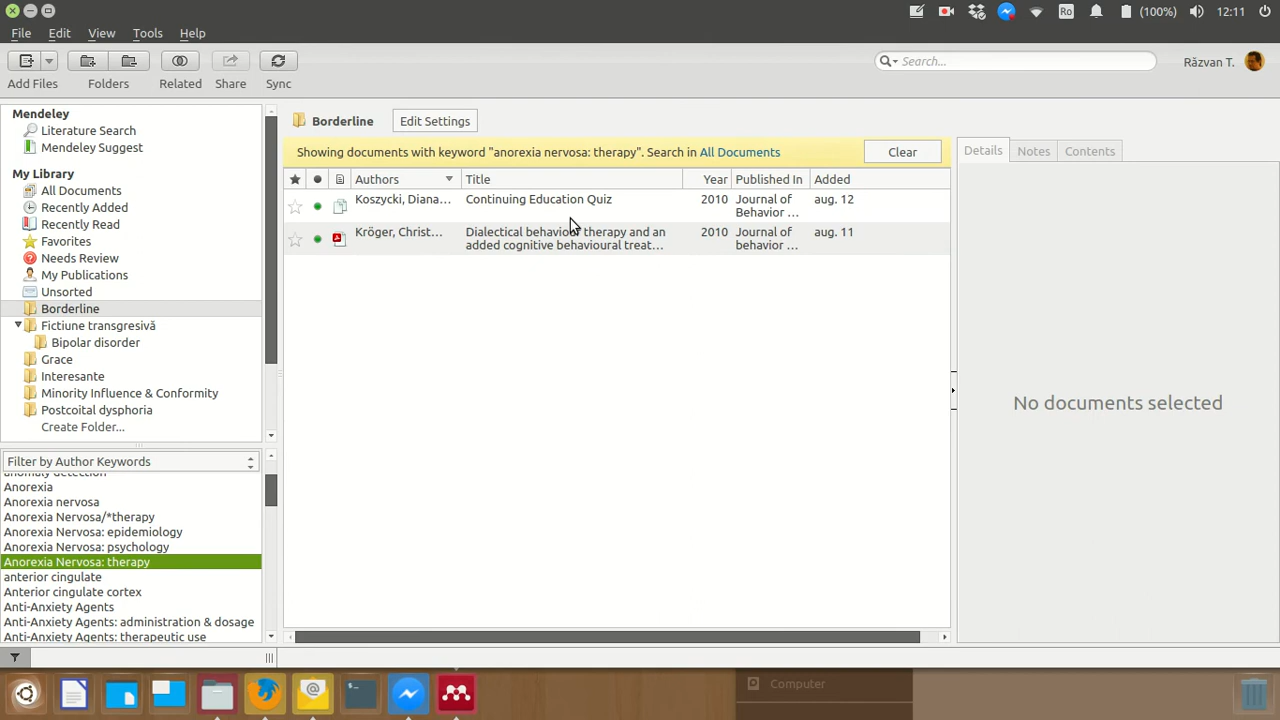 Ro
(100%)
12:11
File
Edit
View
Tools
Help
Add Files
Folders
Related
Share
Sync
Search...
Răzvan T.
Mendeley
Literature Search
Mendeley Suggest
My Library
All Documents
Recently Added
Recently Read
Favorites
Needs Review
My Publications
Unsorted
Borderline
Fictiune transgresivă
Bipolar disorder
Grace
Interesante
Minority Influence & Conformity
Postcoital dysphoria
Create Folder...
Filter by Author Keywords
anomaly detection
Anorexia
Anorexia nervosa
Anorexia Nervosa/*therapy
Anorexia Nervosa: epidemiology
Anorexia Nervosa: psychology
Anorexia Nervosa: therapy
anterior cingulate
Anterior cingulate cortex
Anti-Anxiety Agents
Anti-Anxiety Agents: administration & dosage
Anti-Anxiety Agents: therapeutic use
Borderline
Edit Settings
Showing documents with keyword "anorexia nervosa: therapy". Search in All Documents
Clear
Authors
Title
Year
Published In
Added
Koszycki, Diana...
Continuing Education Quiz
2010
Journal of
Behavior ...
aug. 12
Kröger, Christ...
Dialectical behaviour therapy and an
added cognitive behavioural treat...
2010
Journal of
behavior ...
aug. 11
Details
Notes
Contents
No documents selected
Computer